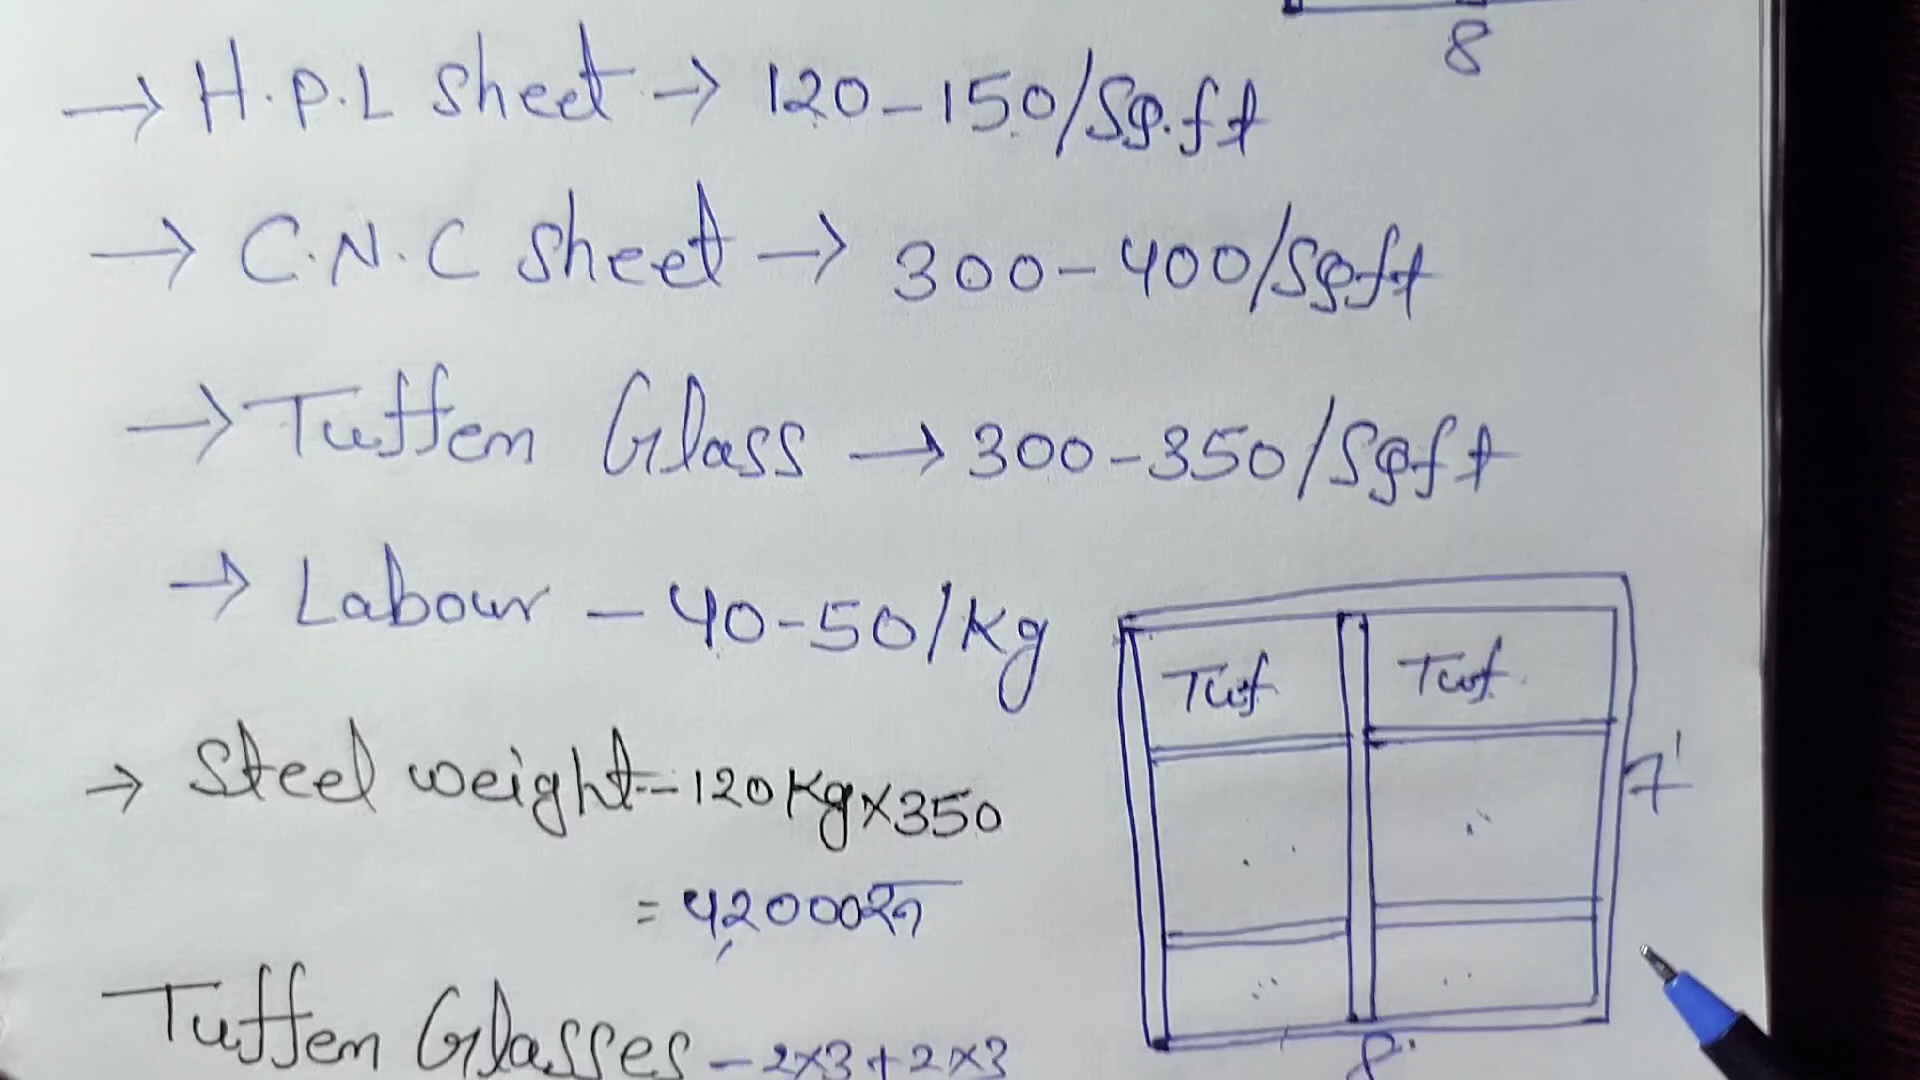 8
→ H.P.L Sheet → 120-150/Sq.ft
→ C.N.C Sheet → 300-400/Sqft
→ Tuffen Glass → 300-350/Sqft
→ Labour - 40-50/Kg
Tuf Tuf.
→ Steel weight - 120Kg×350
7'
= 42000रु
Tuffen Glasses - 2×3+2×3
8'